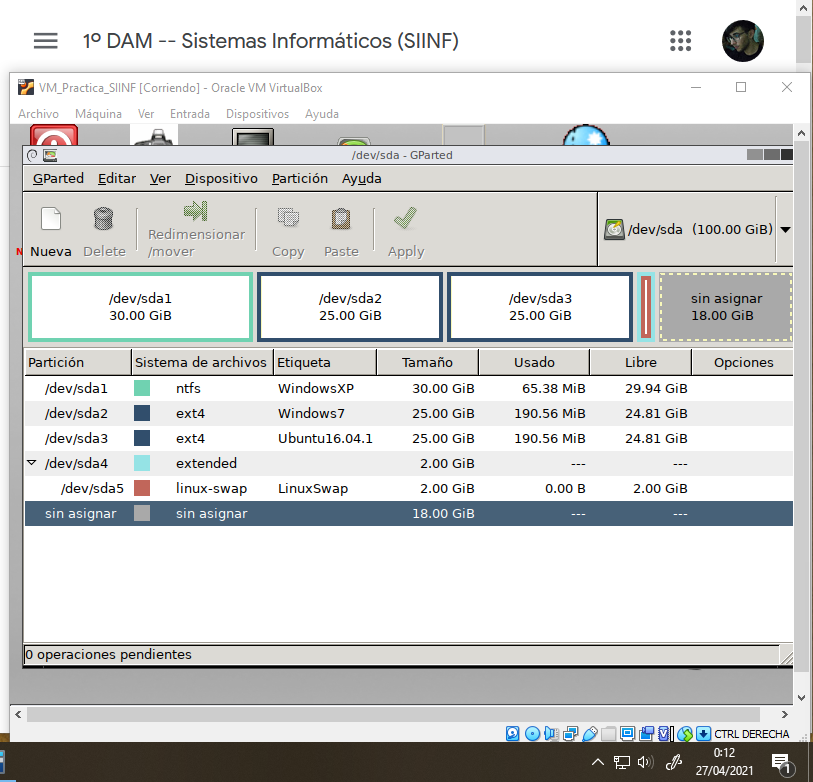 1º DAM -- Sistemas Informáticos (SIINF)
VM_Practica_SIINF [Corriendo] - Oracle VM VirtualBox
Archivo Máquina Ver Entrada Dispositivos Ayuda
/dev/sda - GParted
GParted Editar Ver Dispositivo Partición Ayuda
Nueva Delete Redimensionar
/mover Copy Paste Apply
/dev/sda (100.00 GiB)
N
/dev/sda1
30.00 GiB
/dev/sda2
25.00 GiB
/dev/sda3
25.00 GiB
sin asignar
18.00 GiB
Partición Sistema de archivos Etiqueta Tamaño Usado Libre Opciones
/dev/sda1 ntfs WindowsXP 30.00 GiB 65.38 MiB 29.94 GiB
/dev/sda2 ext4 Windows7 25.00 GiB 190.56 MiB 24.81 GiB
/dev/sda3 ext4 Ubuntu16.04.1 25.00 GiB 190.56 MiB 24.81 GiB
/dev/sda4 extended 2.00 GiB --- ---
/dev/sda5 linux-swap LinuxSwap 2.00 GiB 0.00 B 2.00 GiB
sin asignar sin asignar 18.00 GiB --- ---
0 operaciones pendientes
CTRL DERECHA
0:12
27/04/2021
1